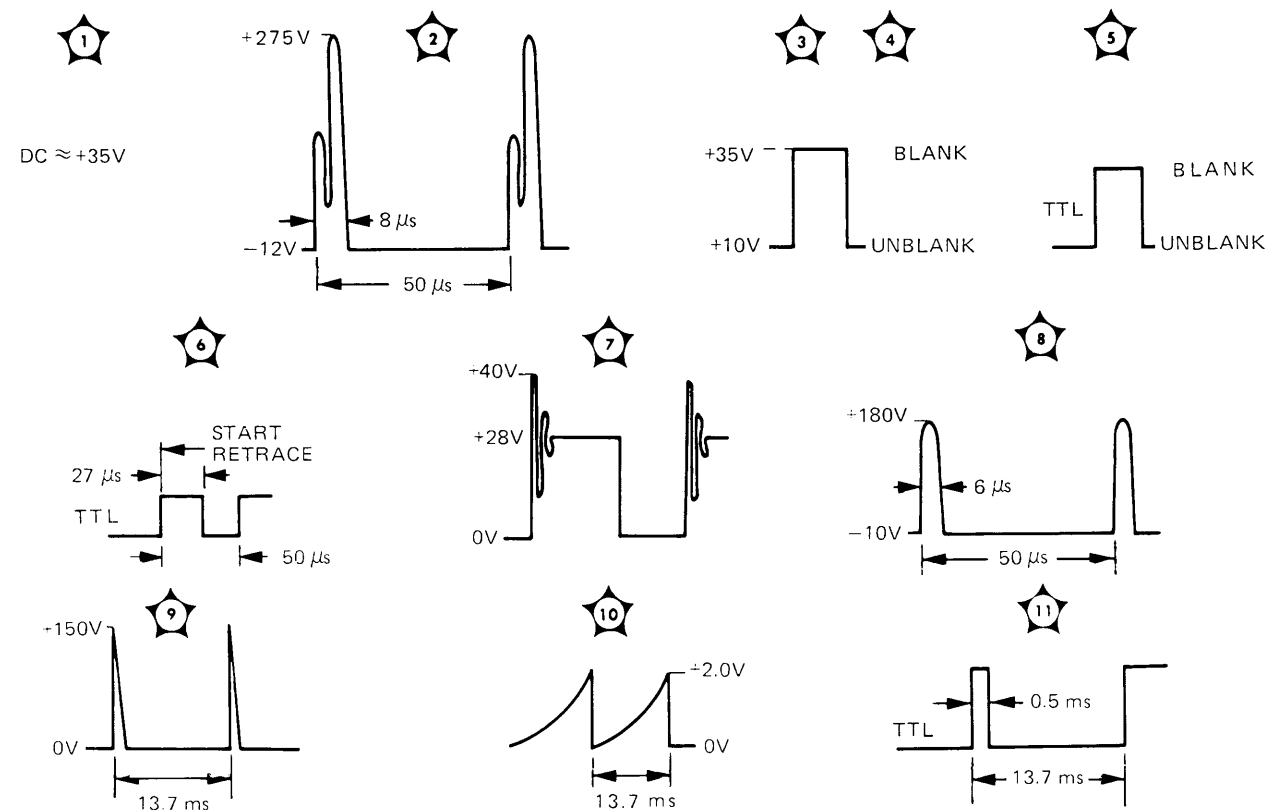 1
2
3
4
5
+275V
DC ≈ +35V
8 μs
−12V
50 μs
+35V
BLANK
+10V
UNBLANK
BLANK
TTL
UNBLANK
6
7
8
START
RETRACE
27 μs
TTL
50 μs
+40V
+28V
0V
+180V
6 μs
−10V
50 μs
9
10
11
+150V
0V
13.7 ms
+2.0V
0V
13.7 ms
0.5 ms
TTL
13.7 ms